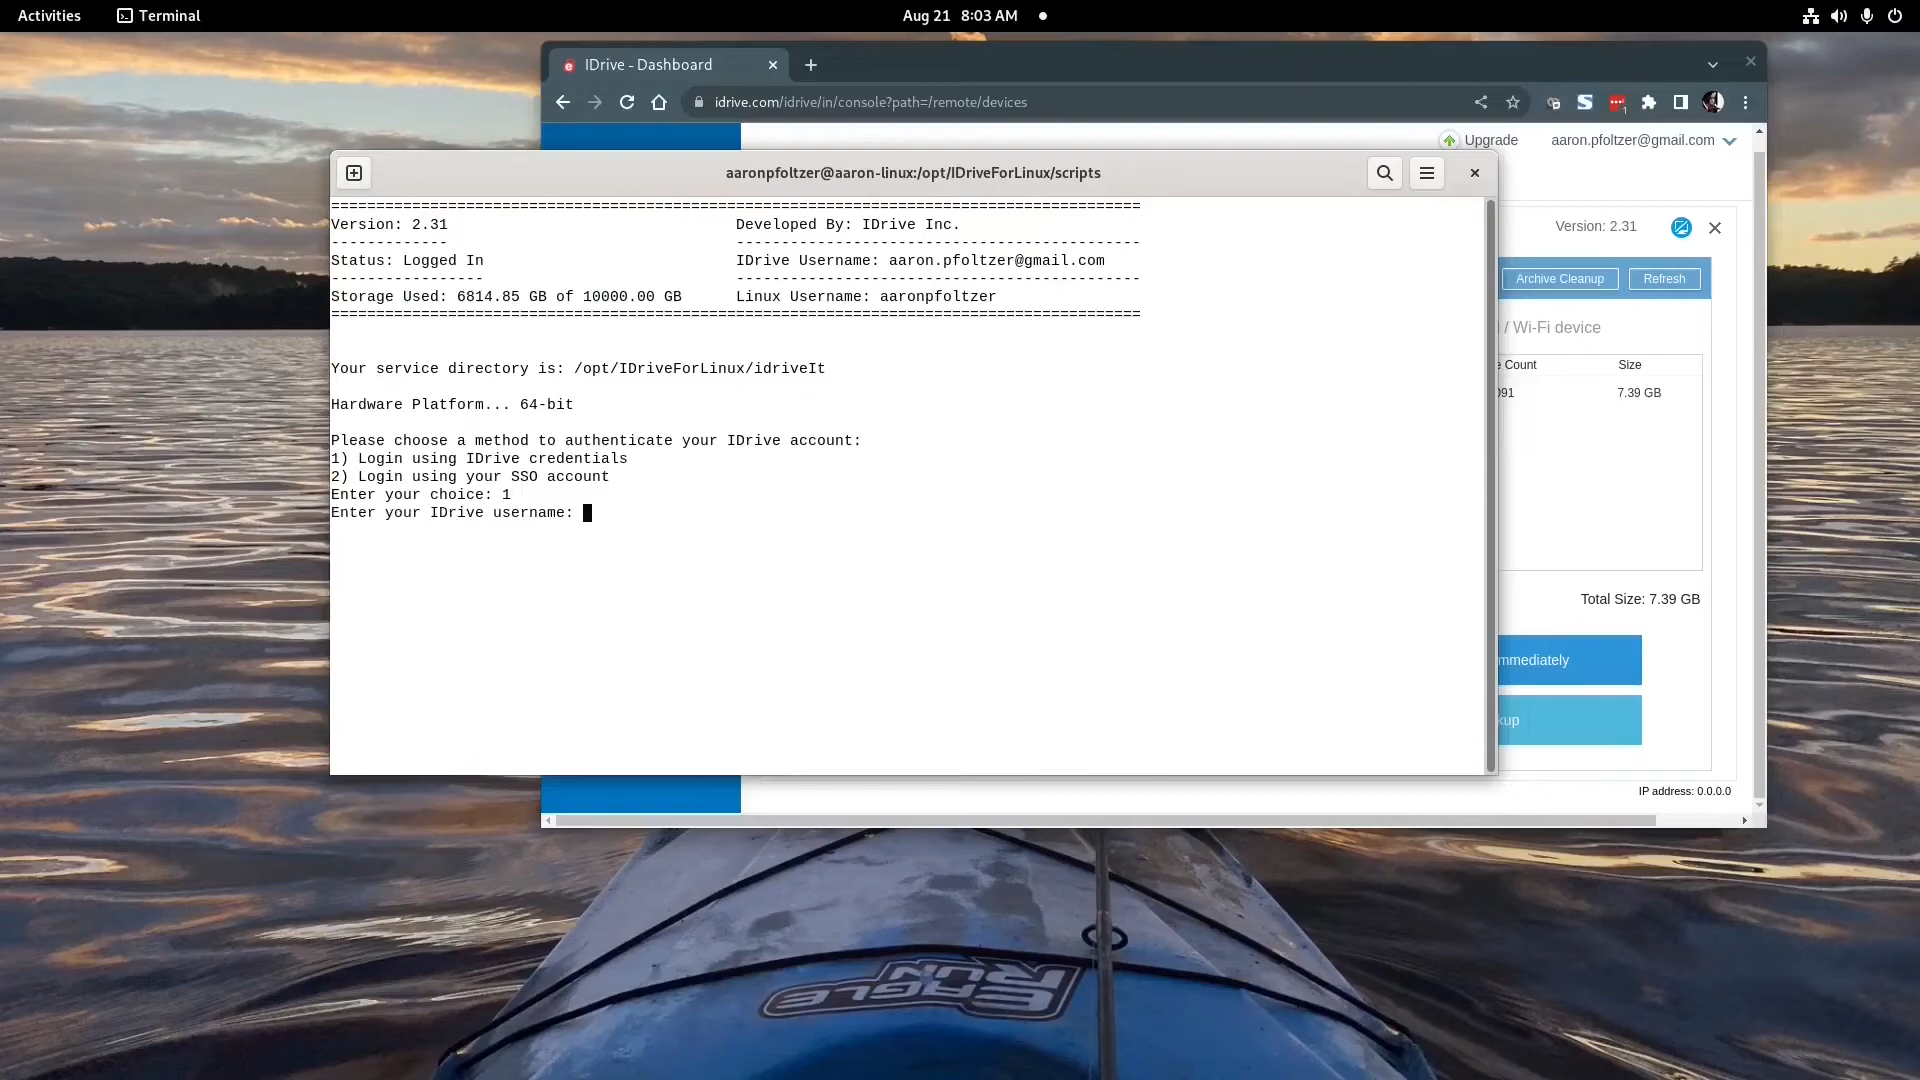 Activities
Terminal
Aug 21 8:03 AM
IDrive - Dashboard
idrive.com/idrive/in/console?path=/remote/devices
Upgrade
aaron.pfoltzer@gmail.com
aaronpfoltzer@aaron-linux:/opt/IDriveForLinux/scripts
==========================================================================================
Version: 2.31 Developed By: IDrive Inc.
------------- ---------------------------------------------
Status: Logged In IDrive Username: aaron.pfoltzer@gmail.com
----------------- ---------------------------------------------
Storage Used: 6814.85 GB of 10000.00 GB Linux Username: aaronpfoltzer
==========================================================================================
Your service directory is: /opt/IDriveForLinux/idriveIt
Hardware Platform... 64-bit
Please choose a method to authenticate your IDrive account:
1) Login using IDrive credentials
2) Login using your SSO account
Enter your choice: 1
Enter your IDrive username:
Version: 2.31
Archive Cleanup
Refresh
/ Wi-Fi device
e Count Size
091 7.39 GB
Total Size: 7.39 GB
mmediately
kup
IP address: 0.0.0.0
EAGLE
RUN